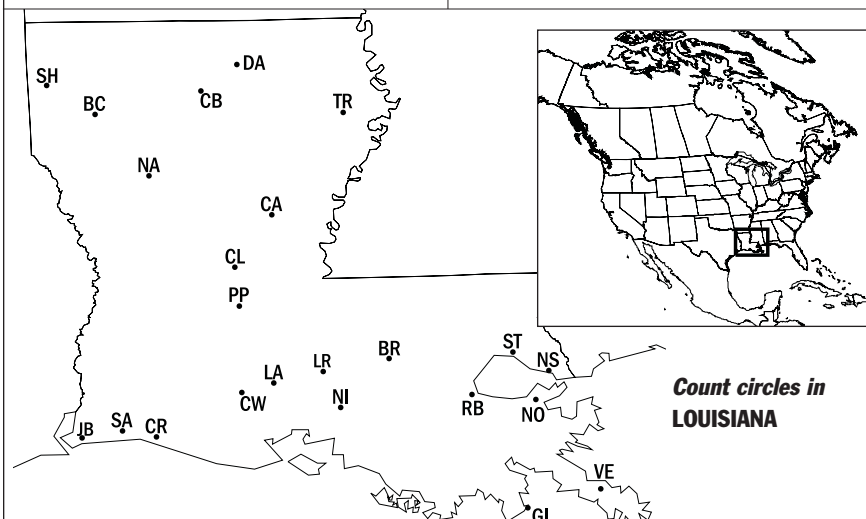 DA
SH
CB
BC
TR
NA
CA
CL
PP
ST
BR
LR
NS
LA
CW
NI
RB
NO
Count circles in
LOUISIANA
JB
SA
CR
VE
GI